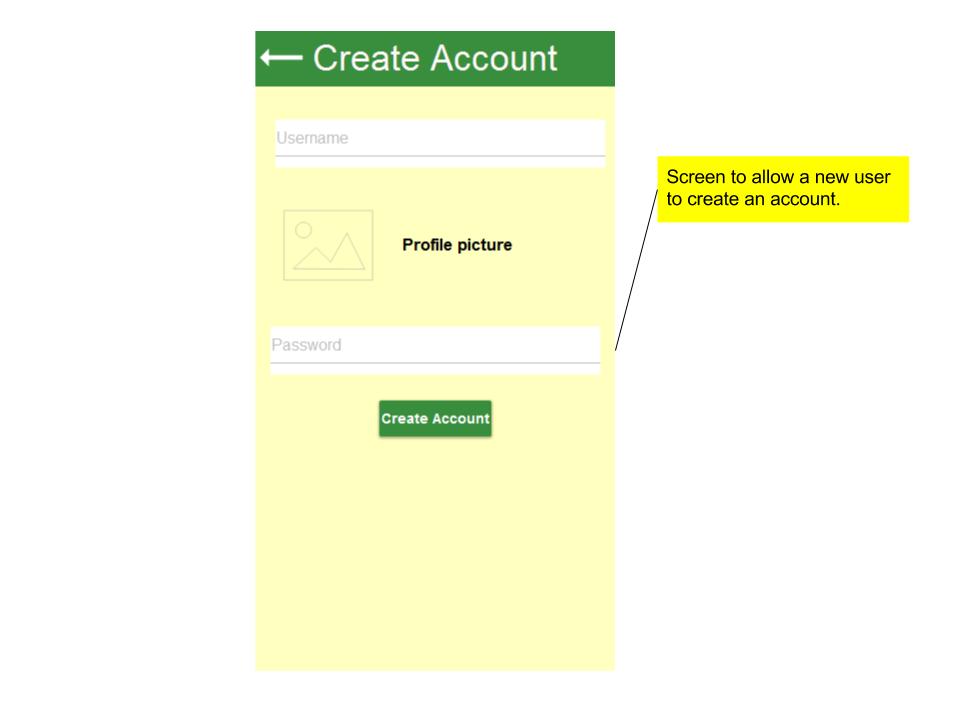 Create Account
Username
Screen to allow a new user
to create an account.
Profile picture
Password
Create Account